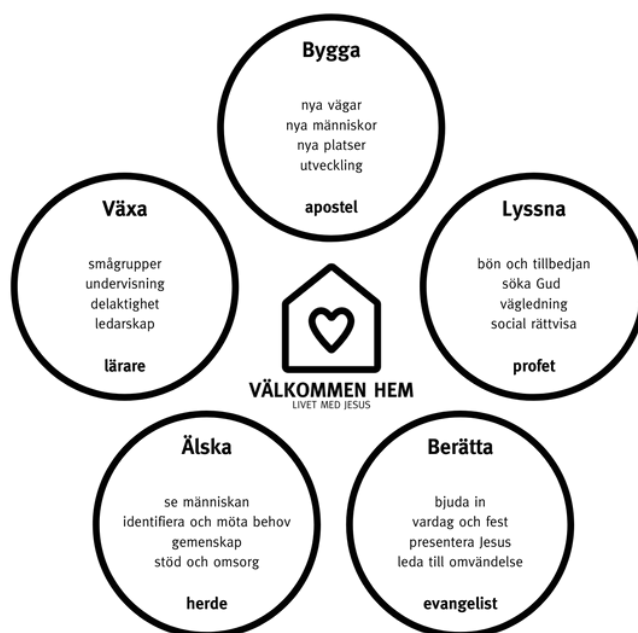 Bygga
nya vägar
nya människor
nya platser
utveckling
apostel
Växa
smågrupper
undervisning
delaktighet
ledarskap
lärare
Lyssna
bön och tillbedjan
söka Gud
vägledning
social rättvisa
profet
VÄLKOMMEN HEM
LIVET MED JESUS
Älska
se människan
identifiera och möta behov
gemenskap
stöd och omsorg
herde
Berätta
bjuda in
vardag och fest
presentera Jesus
leda till omvändelse
evangelist